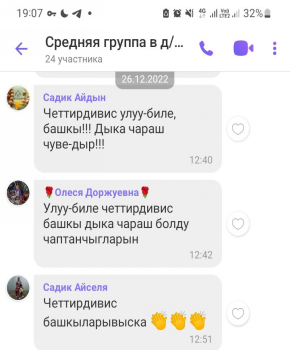 19:07
32%
Средняя группа в д/...
24 участника
26.12.2022
Садик Айдын
Четтирдивис улуу-биле,
башкы!!! Дыка чараш
чуве-дыр!!!
12:40
🌹Олеся Доржуевна🌹
Улуу-биле четтирдивис
башкы дыка чараш болду
чаптанчыгларын
12:42
Садик Айселя
Четтирдивис
башкыларывыска 👏👏👏
12:51